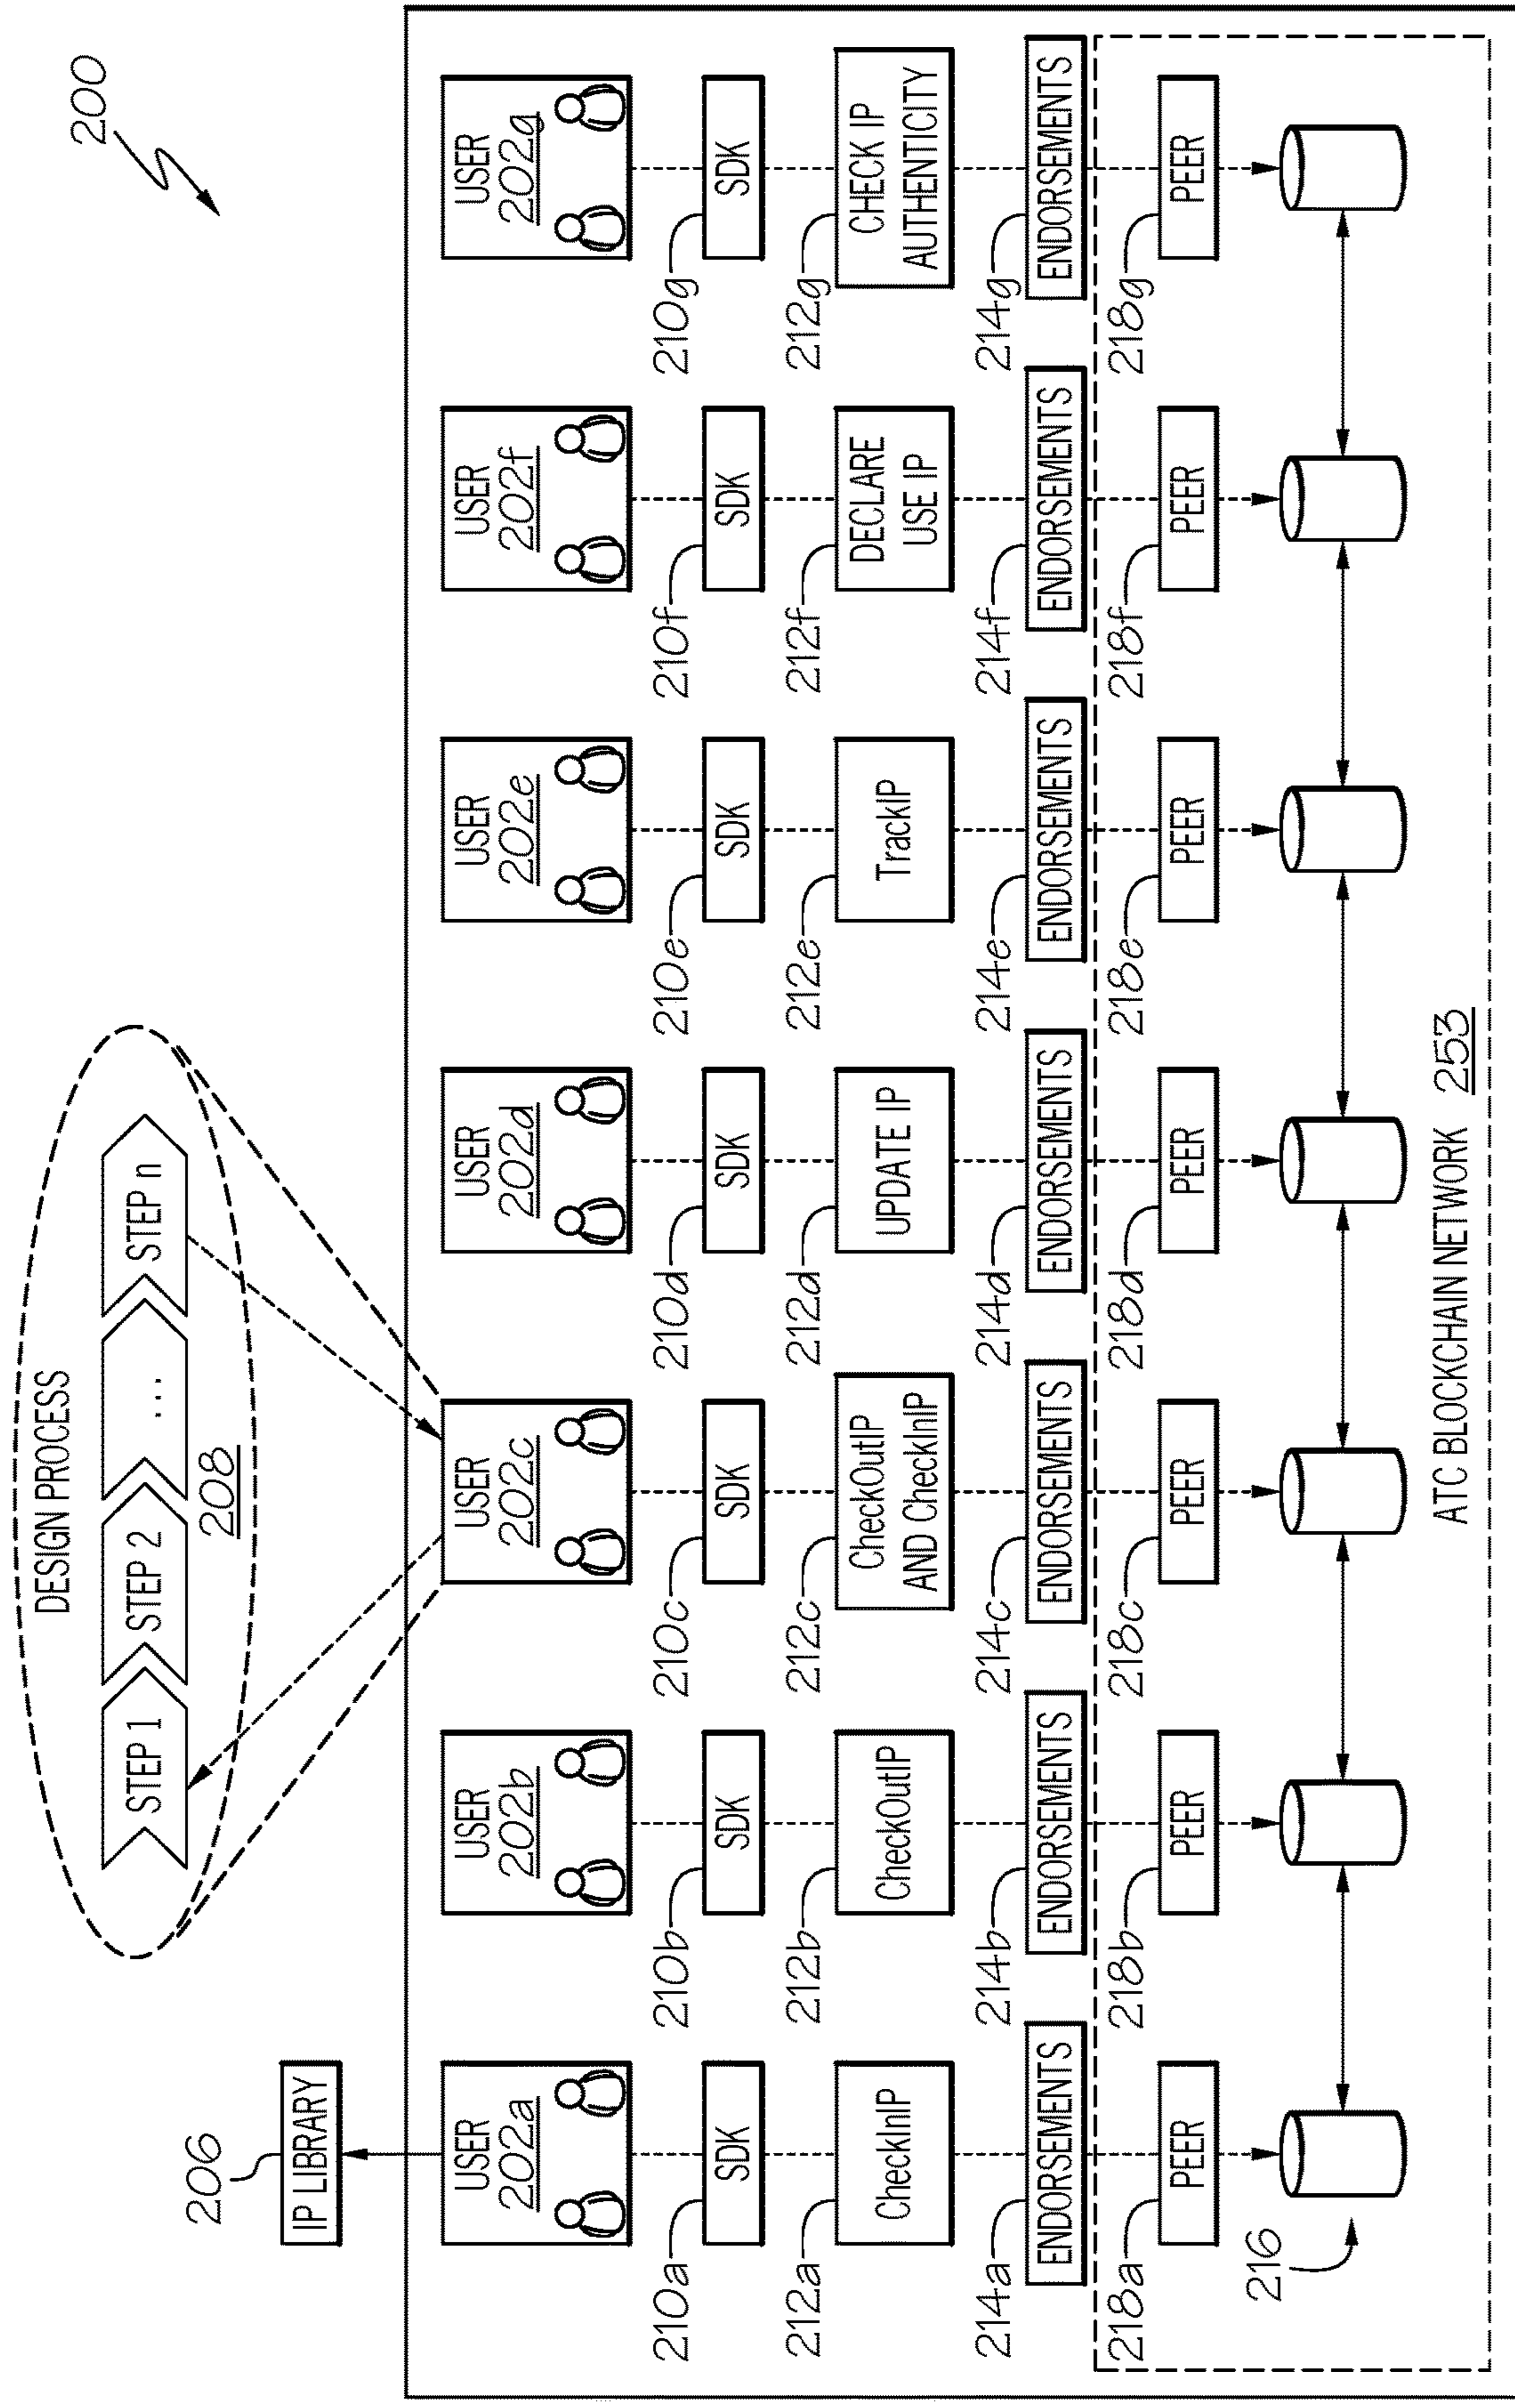 200
DESIGN PROCESS
STEP 1
STEP 2
...
STEP n
208
206
IP LIBRARY
USER
202a
USER
202b
USER
202c
USER
202d
USER
202e
USER
202f
USER
202g
210a
SDK
210b
SDK
210c
SDK
210d
SDK
210e
SDK
210f
SDK
210g
SDK
212a
CheckInIP
212b
CheckOutIP
212c
CheckOutIP
AND CheckInIP
212d
UPDATE IP
212e
TrackIP
212f
DECLARE
USE IP
212g
CHECK IP
AUTHENTICITY
214a
ENDORSEMENTS
214b
ENDORSEMENTS
214c
ENDORSEMENTS
214d
ENDORSEMENTS
214e
ENDORSEMENTS
214f
ENDORSEMENTS
214g
ENDORSEMENTS
218a
PEER
218b
PEER
218c
PEER
218d
PEER
218e
PEER
218f
PEER
218g
PEER
216
ATC BLOCKCHAIN NETWORK 253